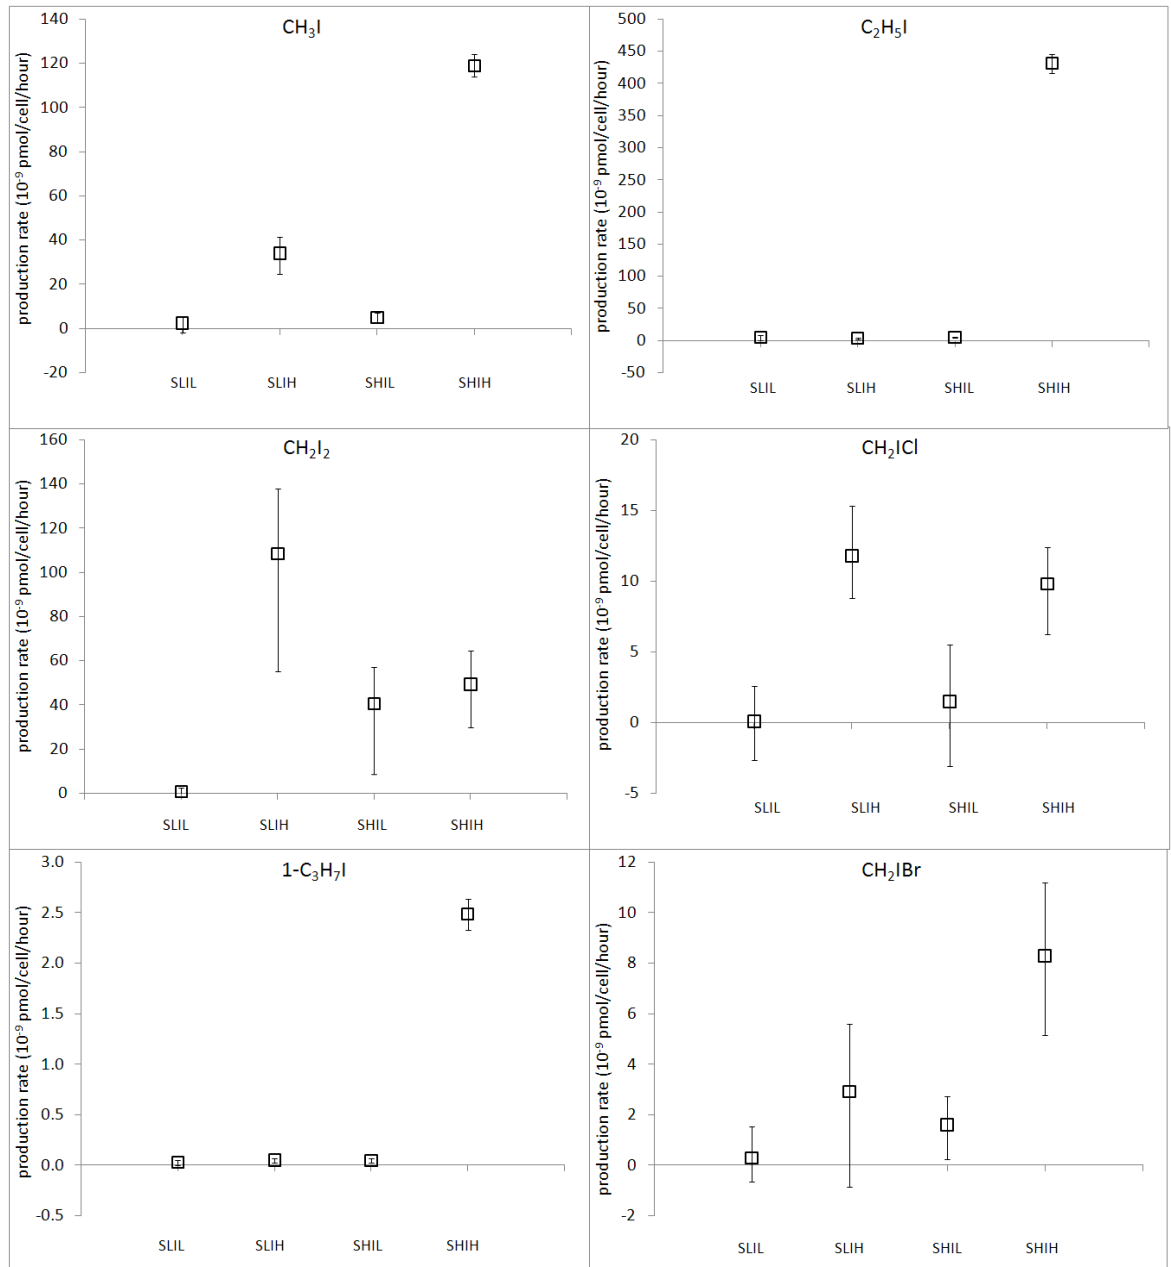 CH₃I
production rate (10⁻⁹ pmol/cell/hour)
140
120
100
80
60
40
20
0
-20
SLIL SLIH SHIL SHIH
C₂H₅I
production rate (10⁻⁹ pmol/cell/hour)
500
450
400
350
300
250
200
150
100
50
0
-50
SLIL SLIH SHIL SHIH
CH₂I₂
production rate (10⁻⁹ pmol/cell/hour)
160
140
120
100
80
60
40
20
0
SLIL SLIH SHIL SHIH
CH₂ICl
production rate (10⁻⁹ pmol/cell/hour)
20
15
10
5
0
-5
SLIL SLIH SHIL SHIH
1-C₃H₇I
production rate (10⁻⁹ pmol/cell/hour)
3.0
2.5
2.0
1.5
1.0
0.5
0.0
-0.5
SLIL SLIH SHIL SHIH
CH₂IBr
production rate (10⁻⁹ pmol/cell/hour)
12
10
8
6
4
2
0
-2
SLIL SLIH SHIL SHIH